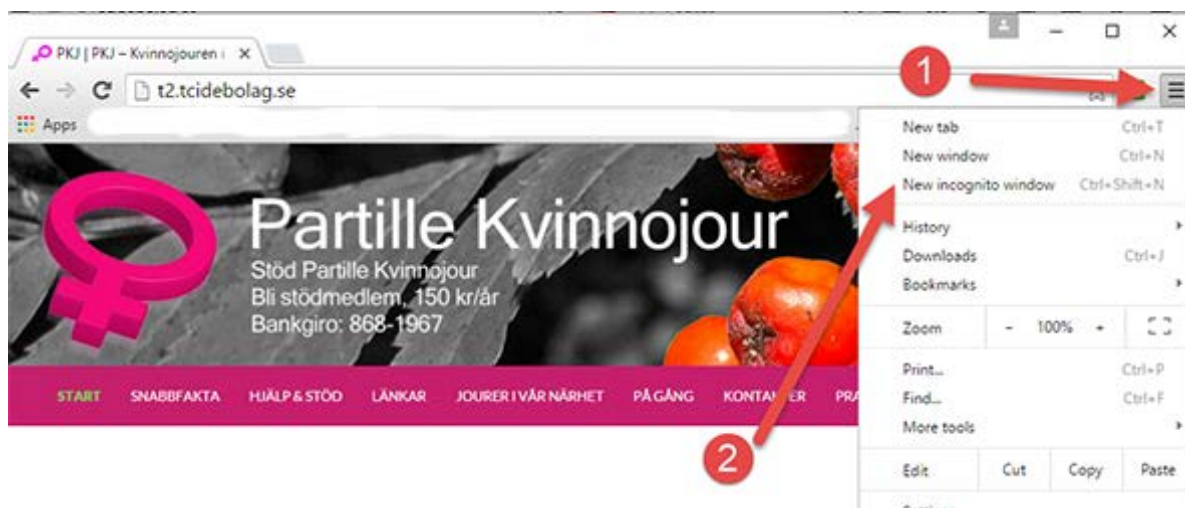 PKJ | PKJ – Kvinnojouren i
t2.tcidebolag.se
Apps
1
New tab Ctrl+T
New window Ctrl+N
New incognito window Ctrl+Shift+N
History
Downloads Ctrl+J
Bookmarks
Zoom - 100% +
Print... Ctrl+P
Find... Ctrl+F
More tools
Edit Cut Copy Paste
Partille Kvinnojour
Stöd Partille Kvinnojour
Bli stödmedlem, 150 kr/år
Bankgiro: 868-1967
START SNABBFAKTA HJÄLP & STÖD LÄNKAR JOURER I VÅR NÄRHET PÅ GÅNG
2